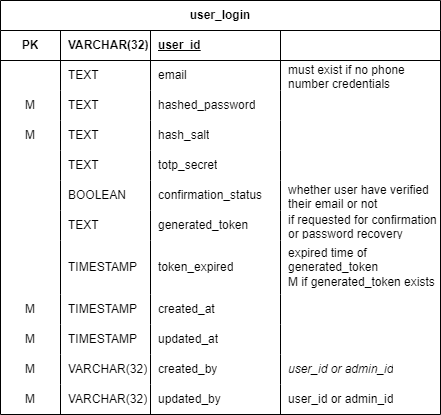 user_login
PK VARCHAR(32) user_id
TEXT email must exist if no phone
number credentials
M TEXT hashed_password
M TEXT hash_salt
TEXT totp_secret
BOOLEAN confirmation_status whether user have verified
their email or not
TEXT generated_token if requested for confirmation
or password recovery
TIMESTAMP token_expired expired time of
generated_token
M if generated_token exists
M TIMESTAMP created_at
M TIMESTAMP updated_at
M VARCHAR(32) created_by user_id or admin_id
M VARCHAR(32) updated_by user_id or admin_id